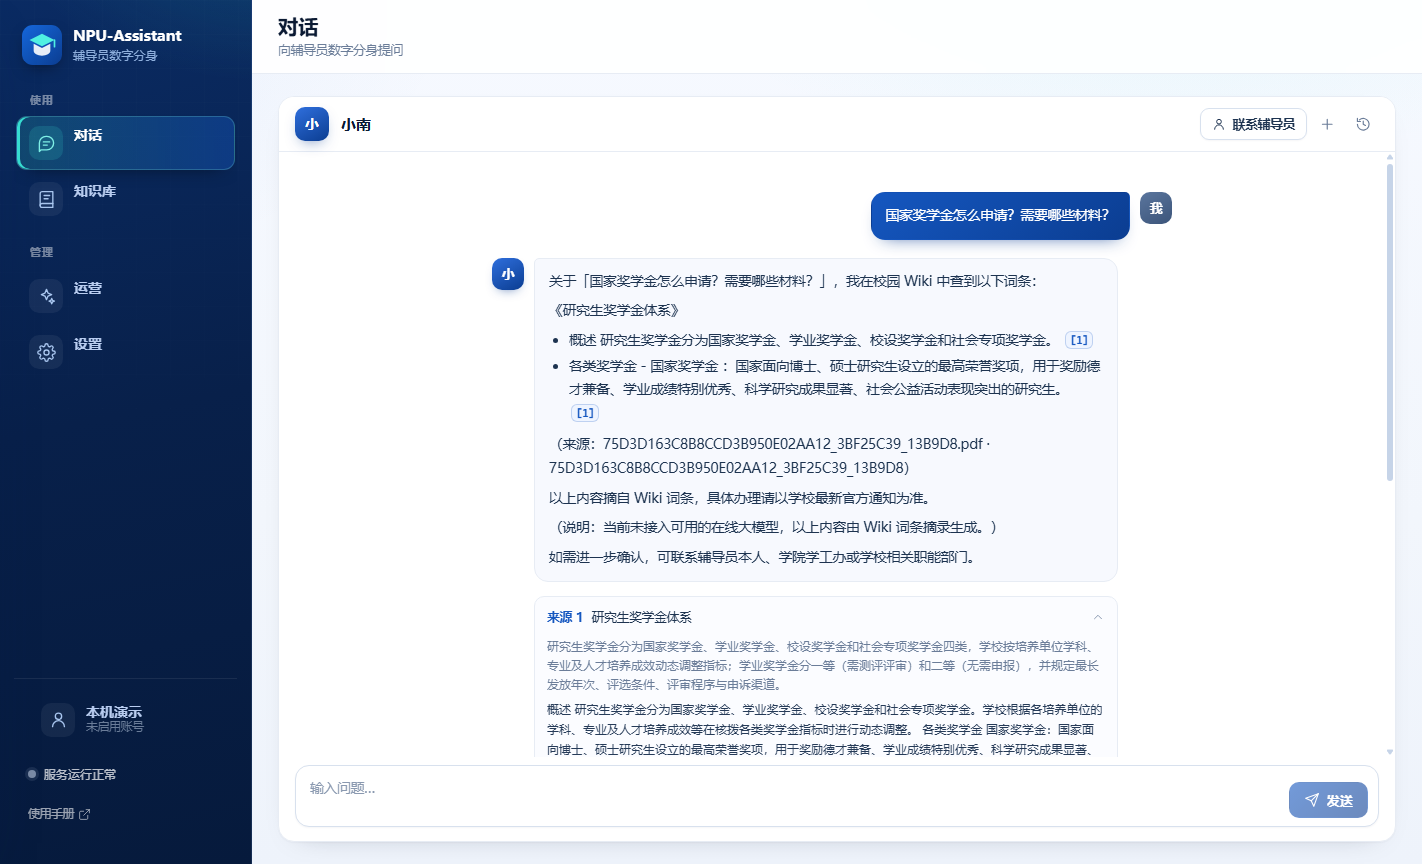 NPU-Assistant
辅导员数字分身
使用
对话
知识库
管理
运营
设置
本机演示
未启用账号
服务运行正常
使用手册
对话
向辅导员数字分身提问
小
小南
联系辅导员
国家奖学金怎么申请？需要哪些材料？
我
小
关于「国家奖学金怎么申请？需要哪些材料？」，我在校园 Wiki 中查到以下词条：
《研究生奖学金体系》
• 概述 研究生奖学金分为国家奖学金、学业奖学金、校设奖学金和社会专项奖学金。 [1]
• 各类奖学金 - 国家奖学金： 国家面向博士、硕士研究生设立的最高荣誉奖项，用于奖励德
才兼备、学业成绩特别优秀、科学研究成果显著、社会公益活动表现突出的研究生。
[1]
（来源：75D3D163C8B8CCD3B950E02AA12_3BF25C39_13B9D8.pdf ·
75D3D163C8B8CCD3B950E02AA12_3BF25C39_13B9D8）
以上内容摘自 Wiki 词条，具体办理请以学校最新官方通知为准。
（说明：当前未接入可用的在线大模型，以上内容由 Wiki 词条摘录生成。）
如需进一步确认，可联系辅导员本人、学院学工办或学校相关职能部门。
来源 1 研究生奖学金体系
研究生奖学金分为国家奖学金、学业奖学金、校设奖学金和社会专项奖学金四类，学校按培养单位学科、
专业及人才培养成效动态调整指标；学业奖学金分一等（需测评评审）和二等（无需申报），并规定最长
发放年次、评选条件、评审程序与申诉渠道。
概述 研究生奖学金分为国家奖学金、学业奖学金、校设奖学金和社会专项奖学金。学校根据各培养单位的
学科、专业及人才培养成效等在核拨各类奖学金指标时进行动态调整。 各类奖学金 国家奖学金：国家面
向博士、硕士研究生设立的最高荣誉奖项，用于奖励德才兼备、学业成绩特别优秀、科学研究成果显著、
输入问题...
发送